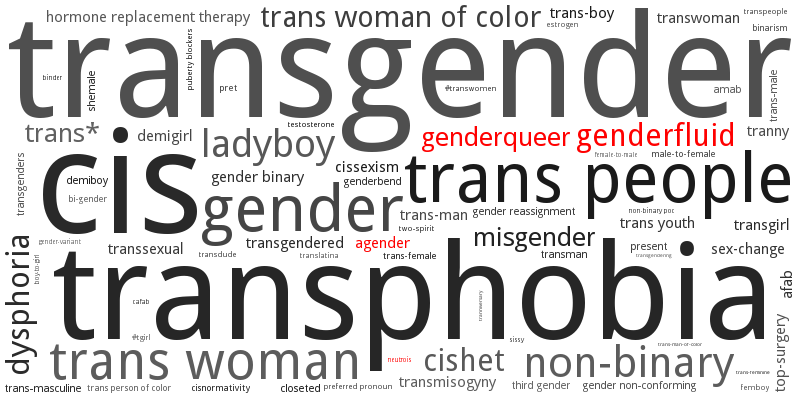 hormone replacement therapy
trans woman of color
trans-boy
estrogen
transwoman
transpeople
binarism
transgender
binder
shemale
puberty blockers
pret
#transwomen
amab
trans-male
trans*
demigirl
ladyboy
testosterone
genderqueer
genderfluid
tranny
cis
transgenders
demiboy
bi-gender
gender binary
cissexism
genderbend
female-to-male
male-to-female
trans people
gender
trans-man
two-spirit
gender reassignment
non-binary poc
trans youth
transgirl
misgender
dysphoria
gender-variant
boy-to-girl
transsexual
transdude
transgendered
translatina
agender
trans-female
transman
present
transgendering
sex-change
afab
transphobia
cafab
#tgirl
sissy
trans-man-of-color
top-surgery
trans woman
neutrois
cishet
non-binary
trans-masculine
trans person of color
cisnormativity
closeted
preferred pronoun
transmisogyny
third gender
gender non-conforming
femboy